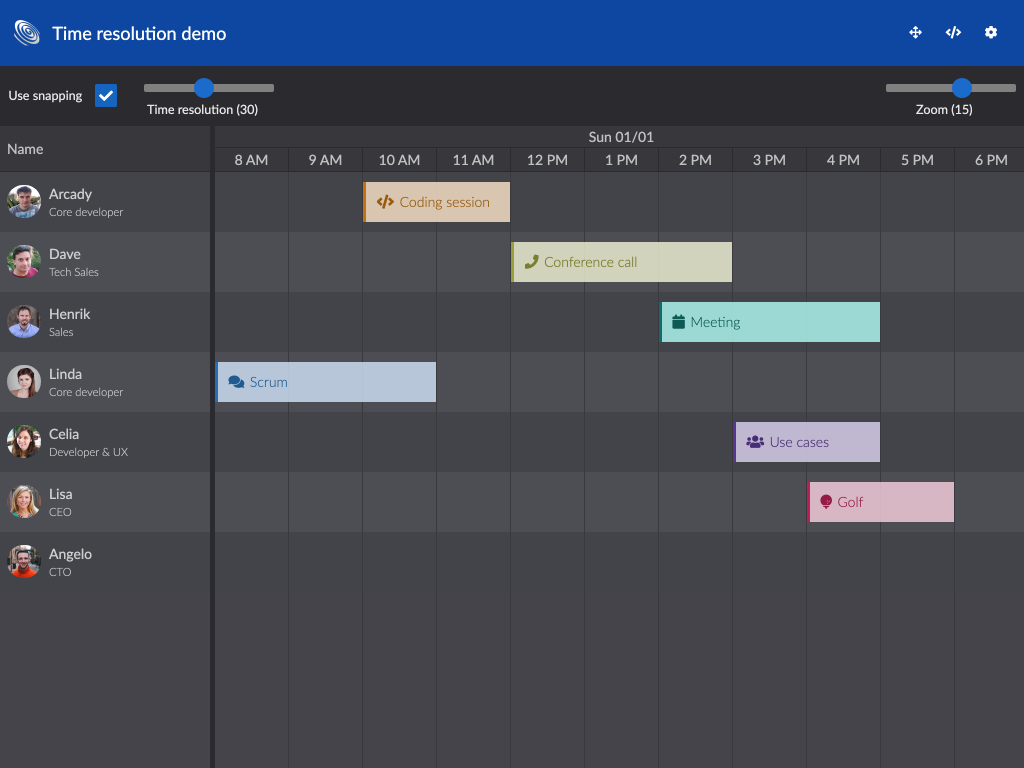 Time resolution demo
Use snapping
Time resolution (30)
Zoom (15)
Name
Sun 01/01
8 AM 9 AM 10 AM 11 AM 12 PM 1 PM 2 PM 3 PM 4 PM 5 PM 6 PM
Arcady
Core developer
Coding session
Dave
Tech Sales
Conference call
Henrik
Sales
Meeting
Linda
Core developer
Scrum
Celia
Developer & UX
Use cases
Lisa
CEO
Golf
Angelo
CTO